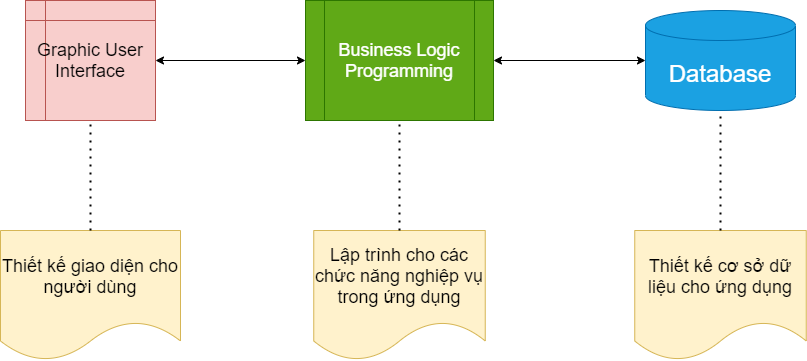 Graphic User
Interface
Business Logic
Programming
Database
Thiết kế giao diện cho
người dùng
Lập trình cho các
chức năng nghiệp vụ
trong ứng dụng
Thiết kế cơ sở dữ
liệu cho ứng dụng